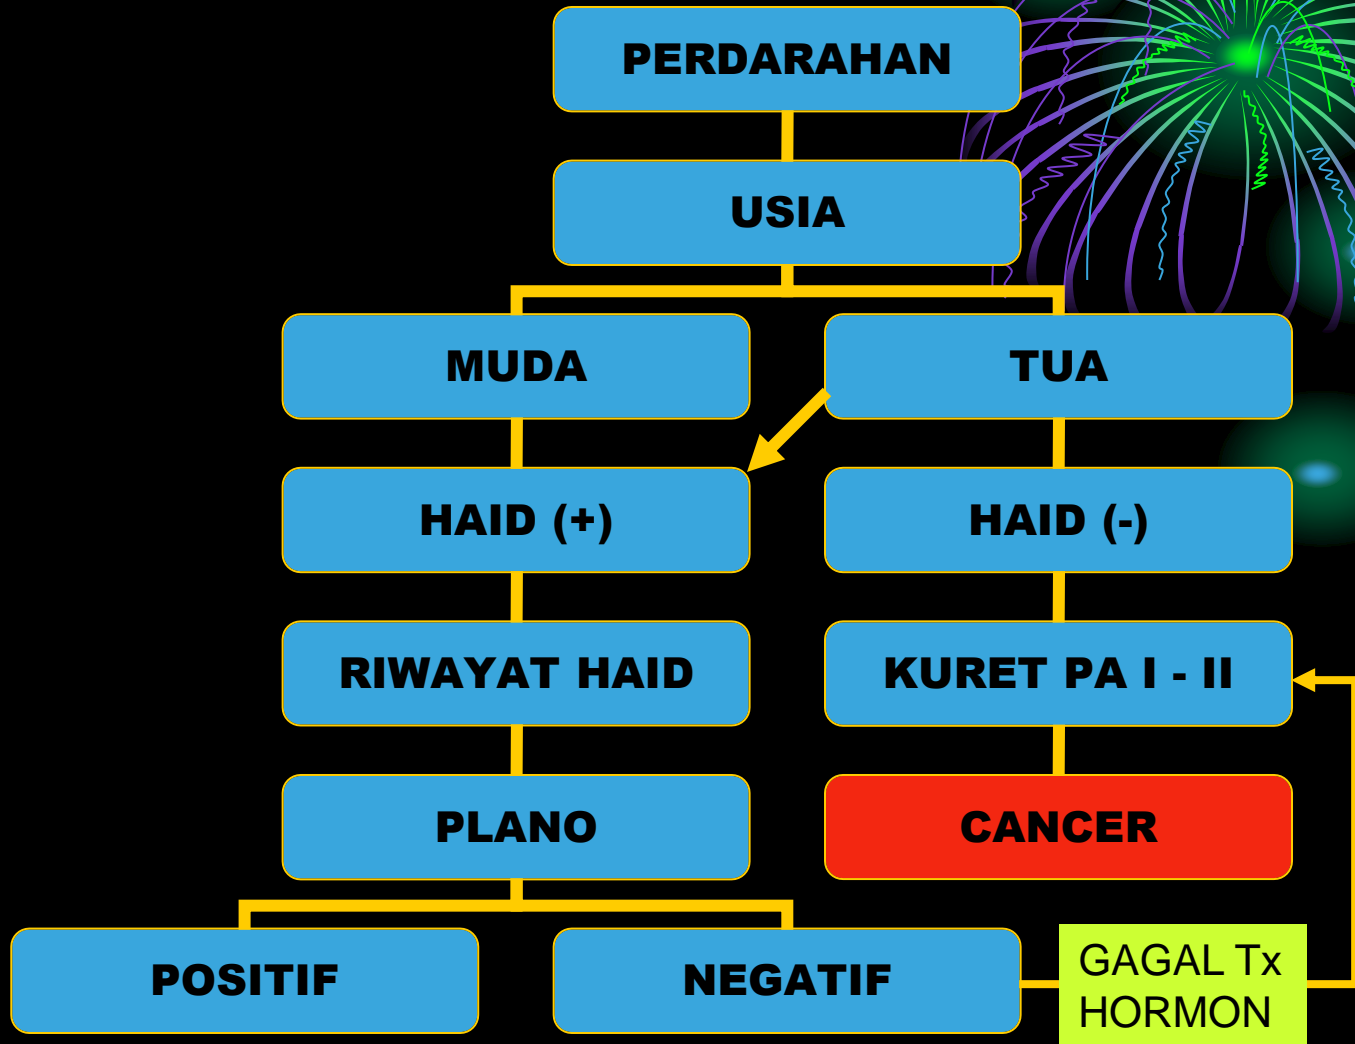 PERDARAHAN
USIA
MUDA
TUA
HAID (+)
HAID (-)
RIWAYAT HAID
KURET PA I - II
PLANO
CANCER
POSITIF
NEGATIF
GAGAL Tx
HORMON